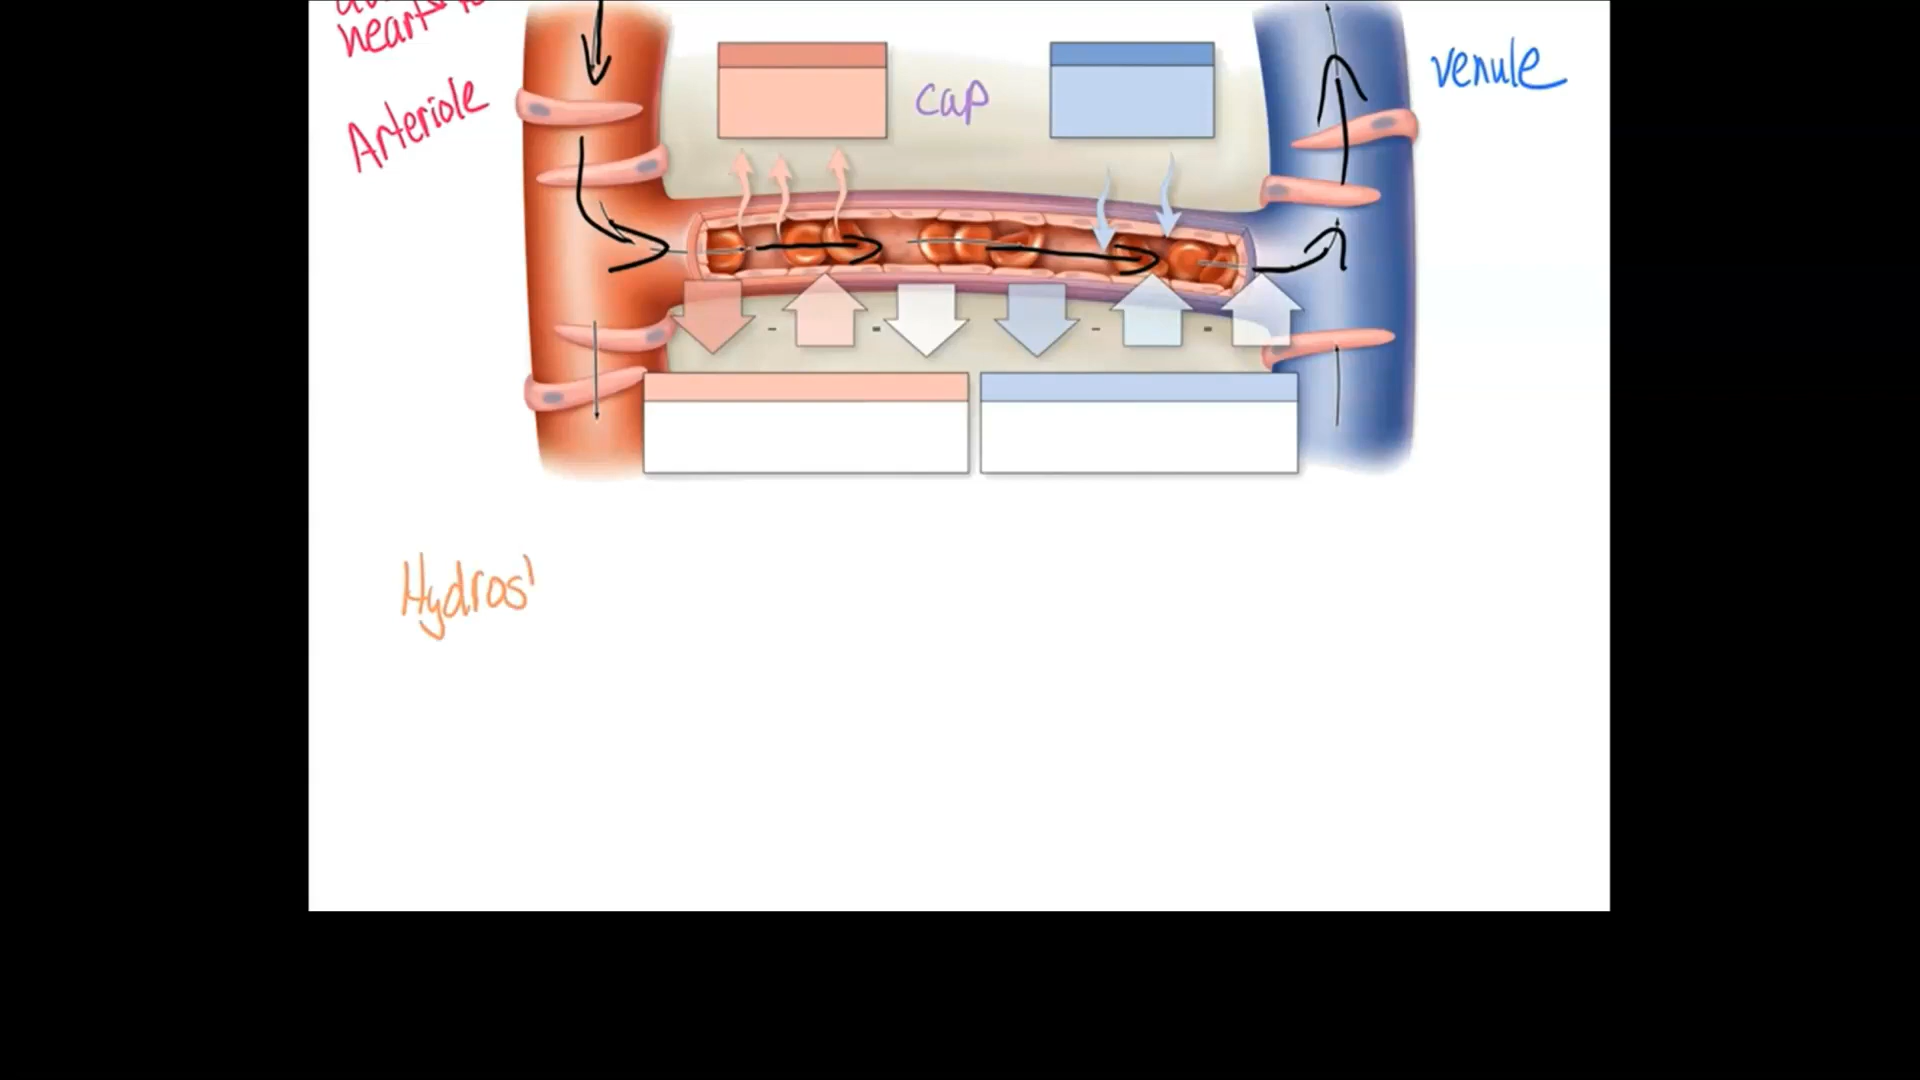 heart
Arteriole
cap
venule
- = - =
Hydros